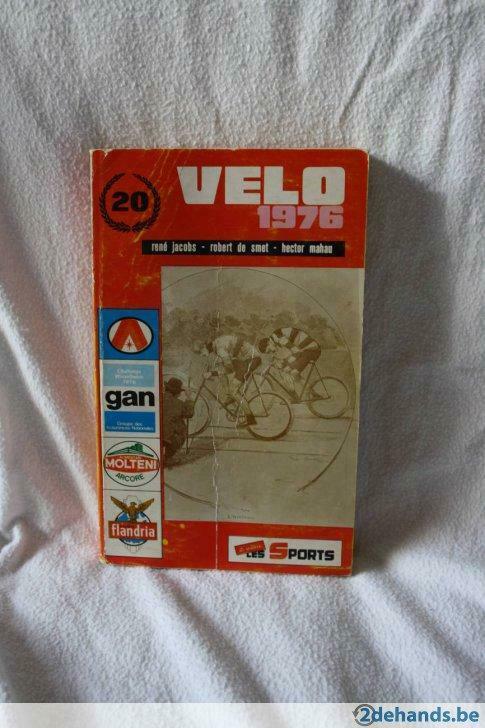 20
VELO
1976
rené jacobs - robert de smet - hector mahau
gan
MOLTENI
ARCORE
flandria
LES SPORTS
2dehands.be